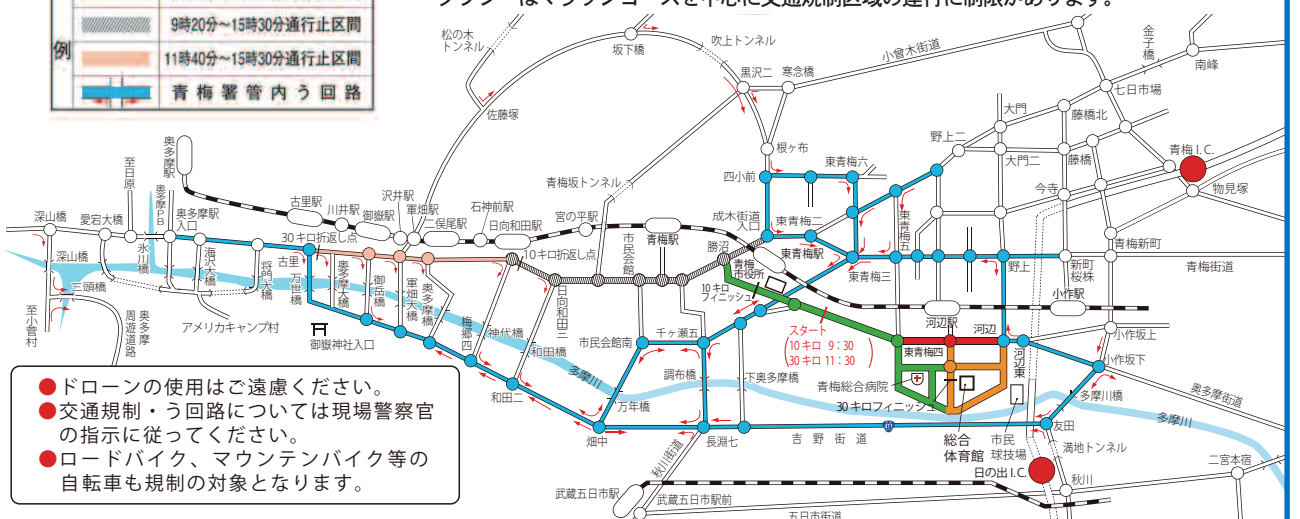 タクシーはマラソンコースを中心に交通規制区域の運行に制限があります。
例
9時20分～15時30分通行止区間
11時40分～15時30分通行止区間
青梅署管内う回路
松の木
トンネル
坂下橋
吹上トンネル
黒沢二
寒念橋
小曾木街道
金子橋
南峰
七日市場
佐藤塚
大門
藤橋北
根ヶ布
野上二
大門二
藤橋
青梅I.C.
東青梅六
四小前
今寺
物見塚
青梅坂トンネル
奥多摩駅
至日原
奥多摩PB
奥多摩駅
入口
古里駅
川井駅
御嶽駅
沢井駅
軍畑駅
二俣尾駅
石神前駅
日向和田駅
宮の平駅
市民会館
青梅駅
成木街道
入口
東青梅二
東青梅五
青梅新町
深山橋
愛宕大橋
30キロ折返し点
10キロ折返し点
勝沼
東青梅駅
東青梅三
野上
新町
桜株
青梅街道
深山橋
三頭橋
氷川橋
海沢大橋
将門大橋
古里
万世橋
奥多摩大橋
御岳橋
軍畑大橋
奥多摩橋
日向和田三
青梅
市役所
10キロ
フィニッシュ
小作駅
河辺駅
至小菅村
奥多摩
周遊道路
アメリカキャンプ村
御嶽神社入口
梅郷四
神代橋
和田橋
市民会館南
千ヶ瀬五
スタート
(10キロ 9：30
30キロ 11：30)
東青梅四
河辺
河辺東
小作坂上
小作坂下
多摩川
調布橋
下奥多摩橋
青梅総合病院
30キロフィニッシュ
多摩川橋
奥多摩街道
多摩川
和田二
万年橋
畑中
長淵七
吉野街道
総合
体育館
市民
球技場
友田
満地トンネル
日の出I.C.
二宮本宿
秋川街道
秋川
武蔵五日市駅
武蔵五日市駅前
五日市街道
●ドローンの使用はご遠慮ください。
●交通規制・う回路については現場警察官
の指示に従ってください。
●ロードバイク、マウンテンバイク等の
自転車も規制の対象となります。